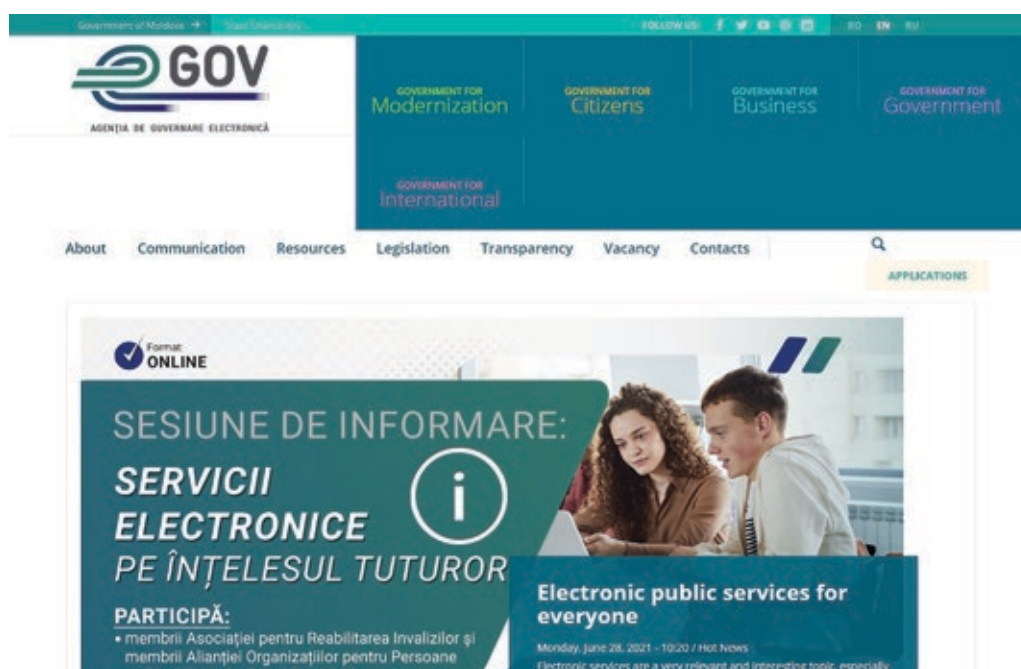 Government of Moldova → State Chancellery
FOLLOW US:
RO EN RU
GOV
AGENȚIA DE GUVERNARE ELECTRONICĂ
GOVERNMENT FOR
Modernization
GOVERNMENT FOR
Citizens
GOVERNMENT FOR
Business
GOVERNMENT FOR
Government
GOVERNMENT FOR
International
About Communication Resources Legislation Transparency Vacancy Contacts
APPLICATIONS
Format
ONLINE
SESIUNE DE INFORMARE:
SERVICII
ELECTRONICE
PE ÎNȚELESUL TUTUROR
PARTICIPĂ:
• membrii Asociației pentru Reabilitarea Invalizilor și
membrii Alianției Organizațiilor pentru Persoane
Electronic public services for
everyone
Monday, June 28, 2021 - 10:20 / Hot News
Electronic services are a very relevant and interesting topic, especially